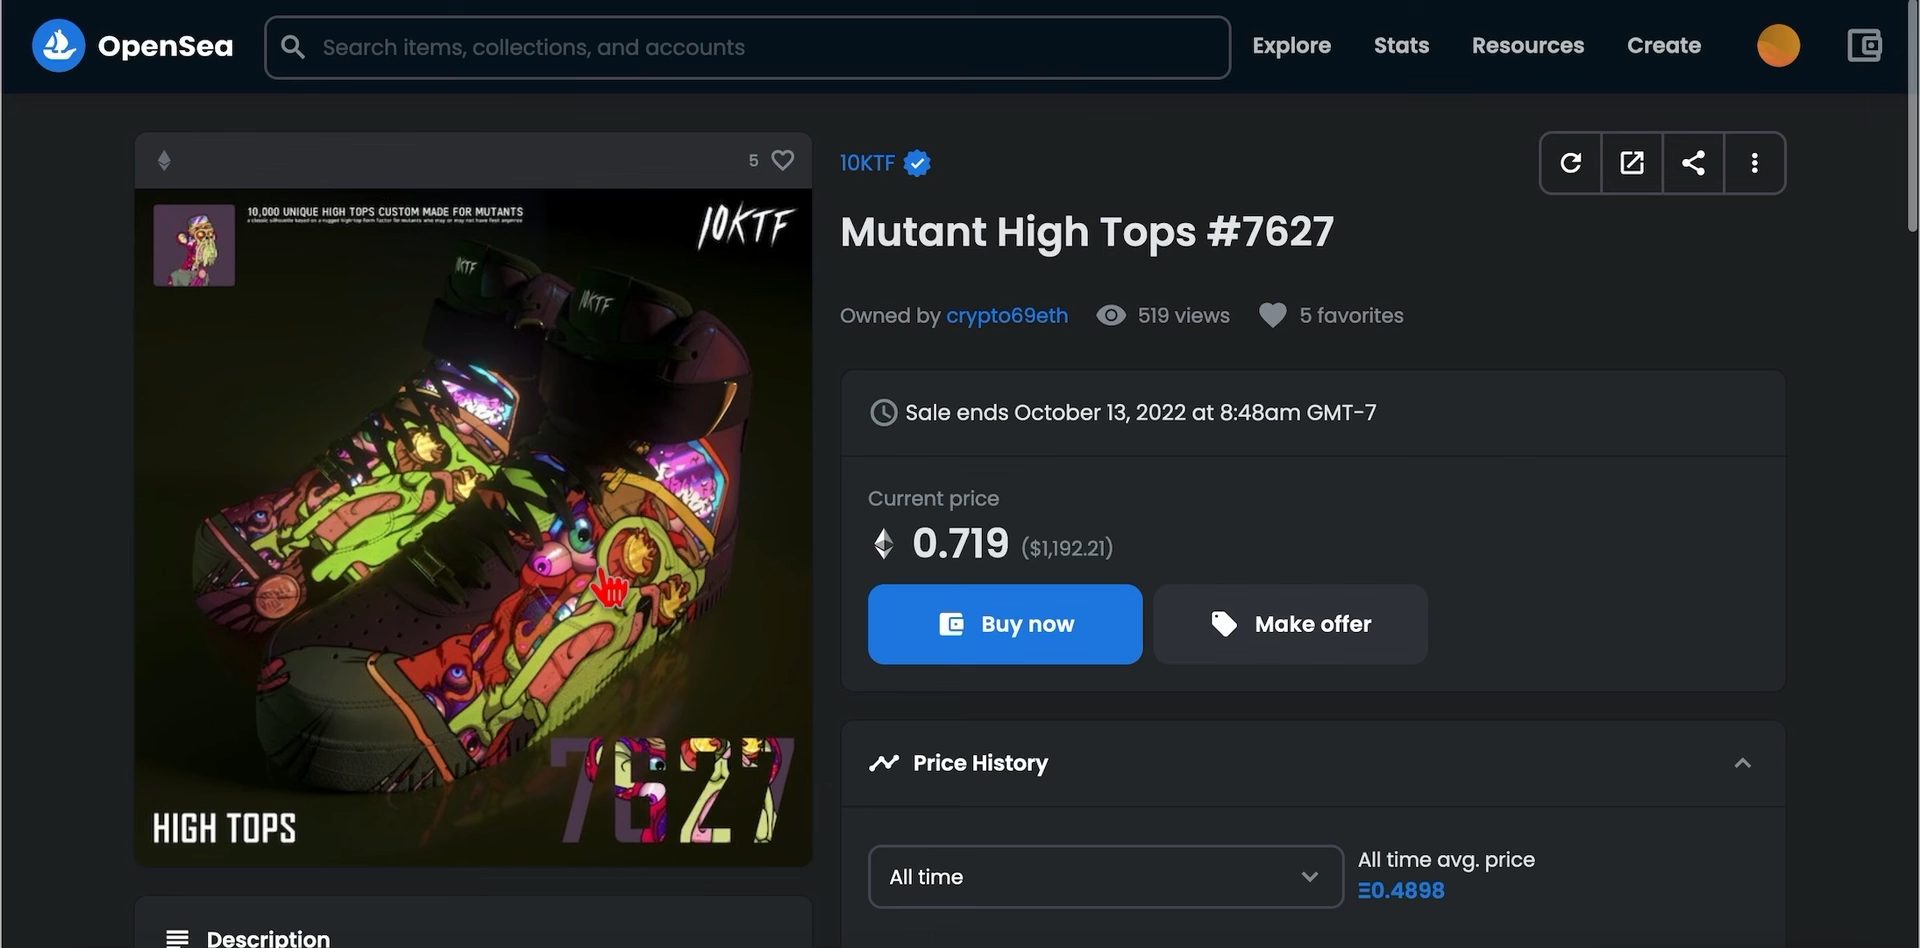 OpenSea
Search items, collections, and accounts
Explore
Stats
Resources
Create
5
10,000 UNIQUE HIGH TOPS CUSTOM MADE FOR MUTANTS
10KTF
10KTF
10KTF
7627
HIGH TOPS
Description
10KTF
Mutant High Tops #7627
Owned by crypto69eth
519 views
5 favorites
Sale ends October 13, 2022 at 8:48am GMT-7
Current price
0.719 ($1,192.21)
Buy now
Make offer
Price History
All time
All time avg. price
Ξ0.4898